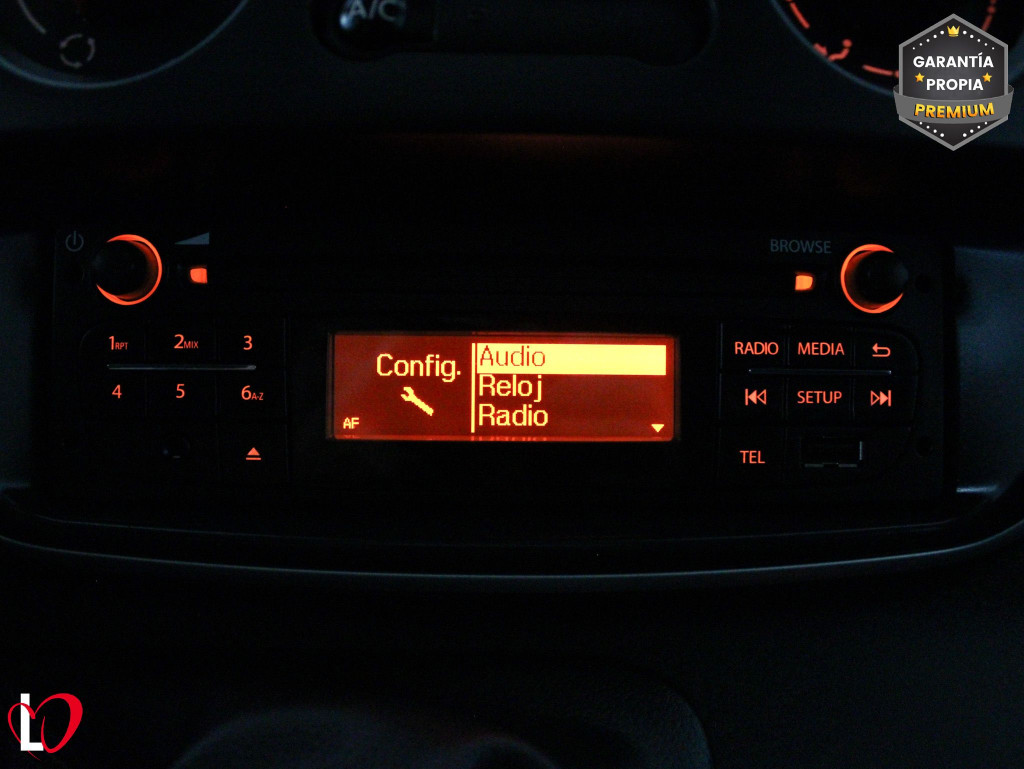 A/C
GARANTÍA
PROPIA
PREMIUM
BROWSE
1RPT 2MIX 3
4 5 6A-Z
Config.
AF
Audio
Reloj
Radio
RADIO MEDIA
SETUP
TEL
L